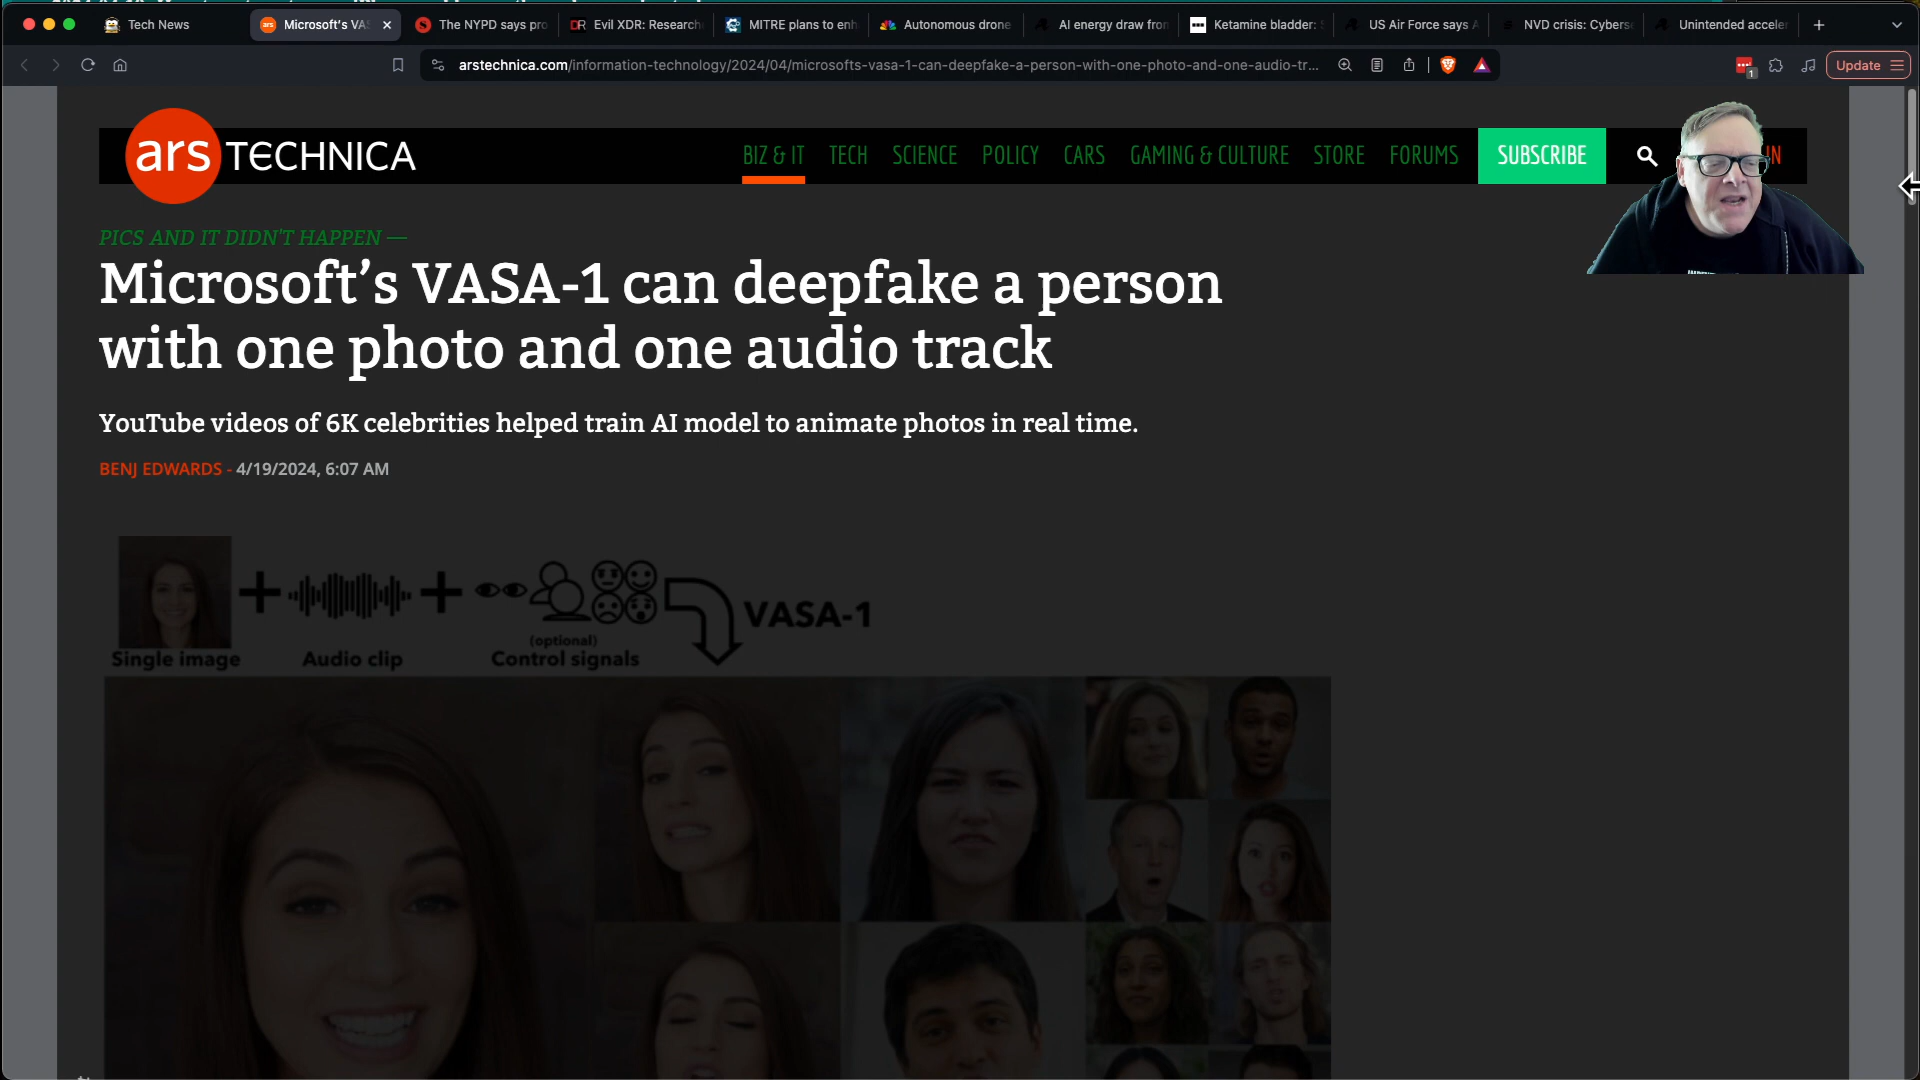 Tech News
Microsoft's VAS
The NYPD says pro
Evil XDR: Research
MITRE plans to enh
Autonomous drone
AI energy draw from
Ketamine bladder:
US Air Force says A
NVD crisis: Cyberse
Unintended acceler
arstechnica.com/information-technology/2024/04/microsofts-vasa-1-can-deepfake-a-person-with-one-photo-and-one-audio-tr...
1
Update
ars TECHNICA
BIZ & IT TECH SCIENCE POLICY CARS GAMING & CULTURE STORE FORUMS SUBSCRIBE
PICS AND IT DIDN'T HAPPEN —
Microsoft's VASA-1 can deepfake a person
with one photo and one audio track
YouTube videos of 6K celebrities helped train AI model to animate photos in real time.
BENJ EDWARDS - 4/19/2024, 6:07 AM
VASA-1
(optional)
Single image Audio clip Control signals